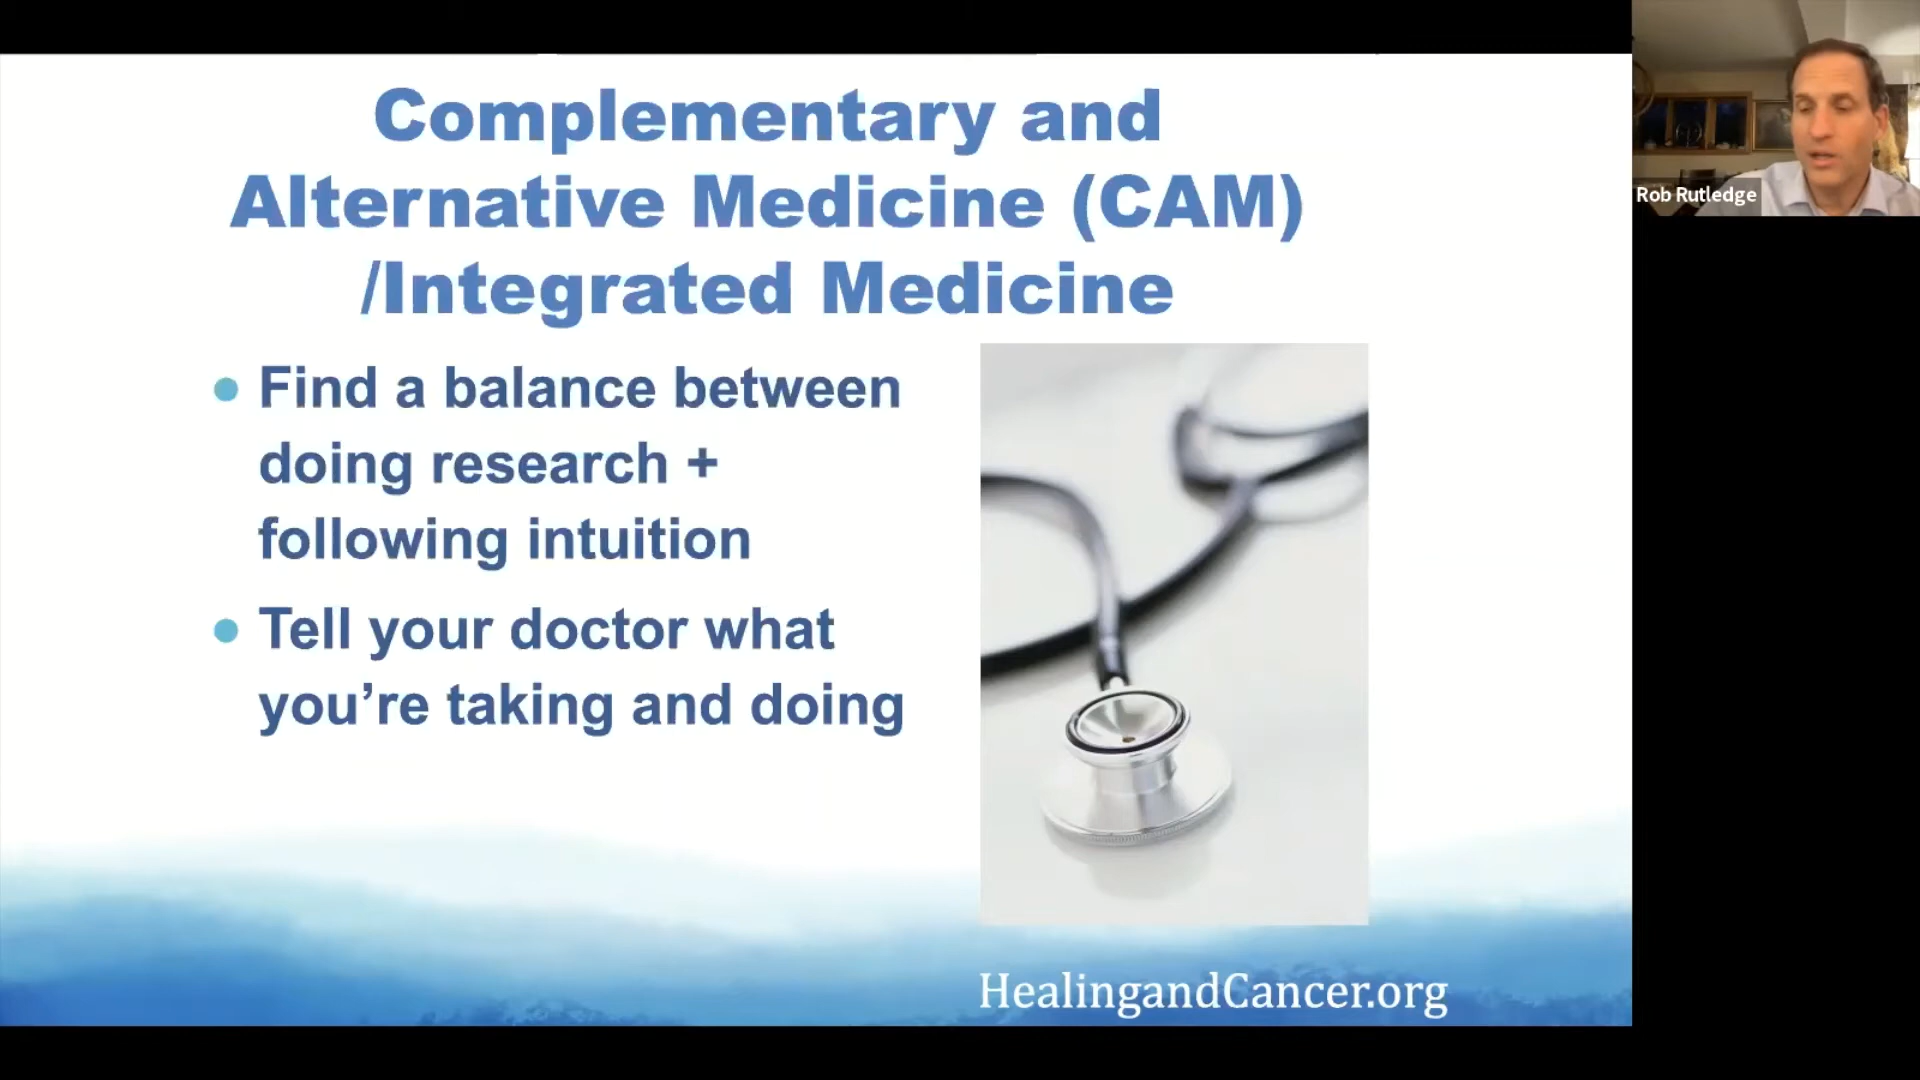 Complementary and
Alternative Medicine (CAM)
/Integrated Medicine
Find a balance between
doing research +
following intuition
Tell your doctor what
you're taking and doing
HealingandCancer.org
Rob Rutledge